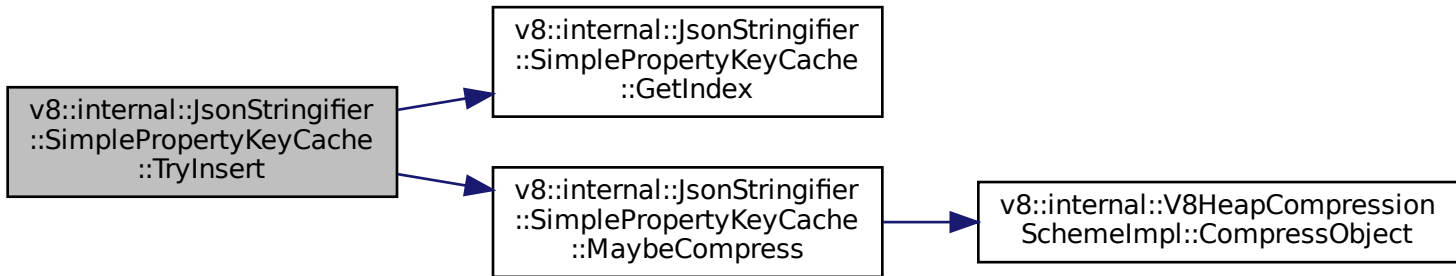 v8::internal::JsonStringifier
::SimplePropertyKeyCache
::TryInsert
v8::internal::JsonStringifier
::SimplePropertyKeyCache
::GetIndex
v8::internal::JsonStringifier
::SimplePropertyKeyCache
::MaybeCompress
v8::internal::V8HeapCompression
SchemeImpl::CompressObject